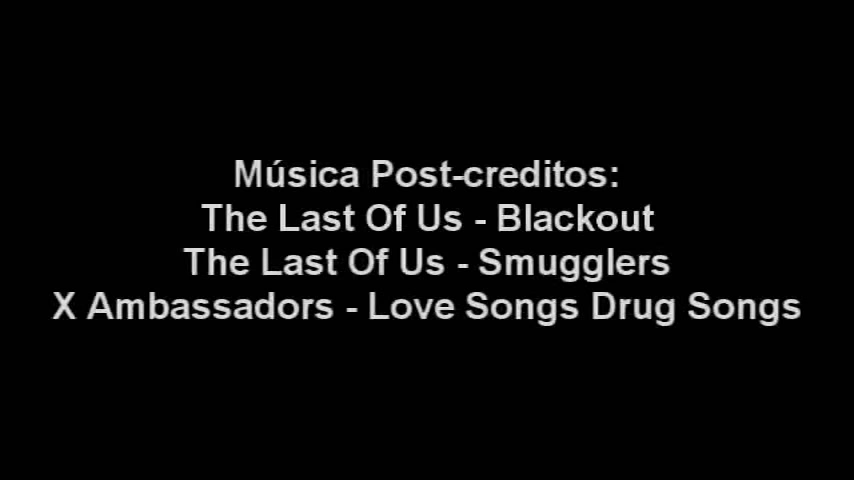 Música Post-creditos:
The Last Of Us - Blackout
The Last Of Us - Smugglers
X Ambassadors - Love Songs Drug Songs